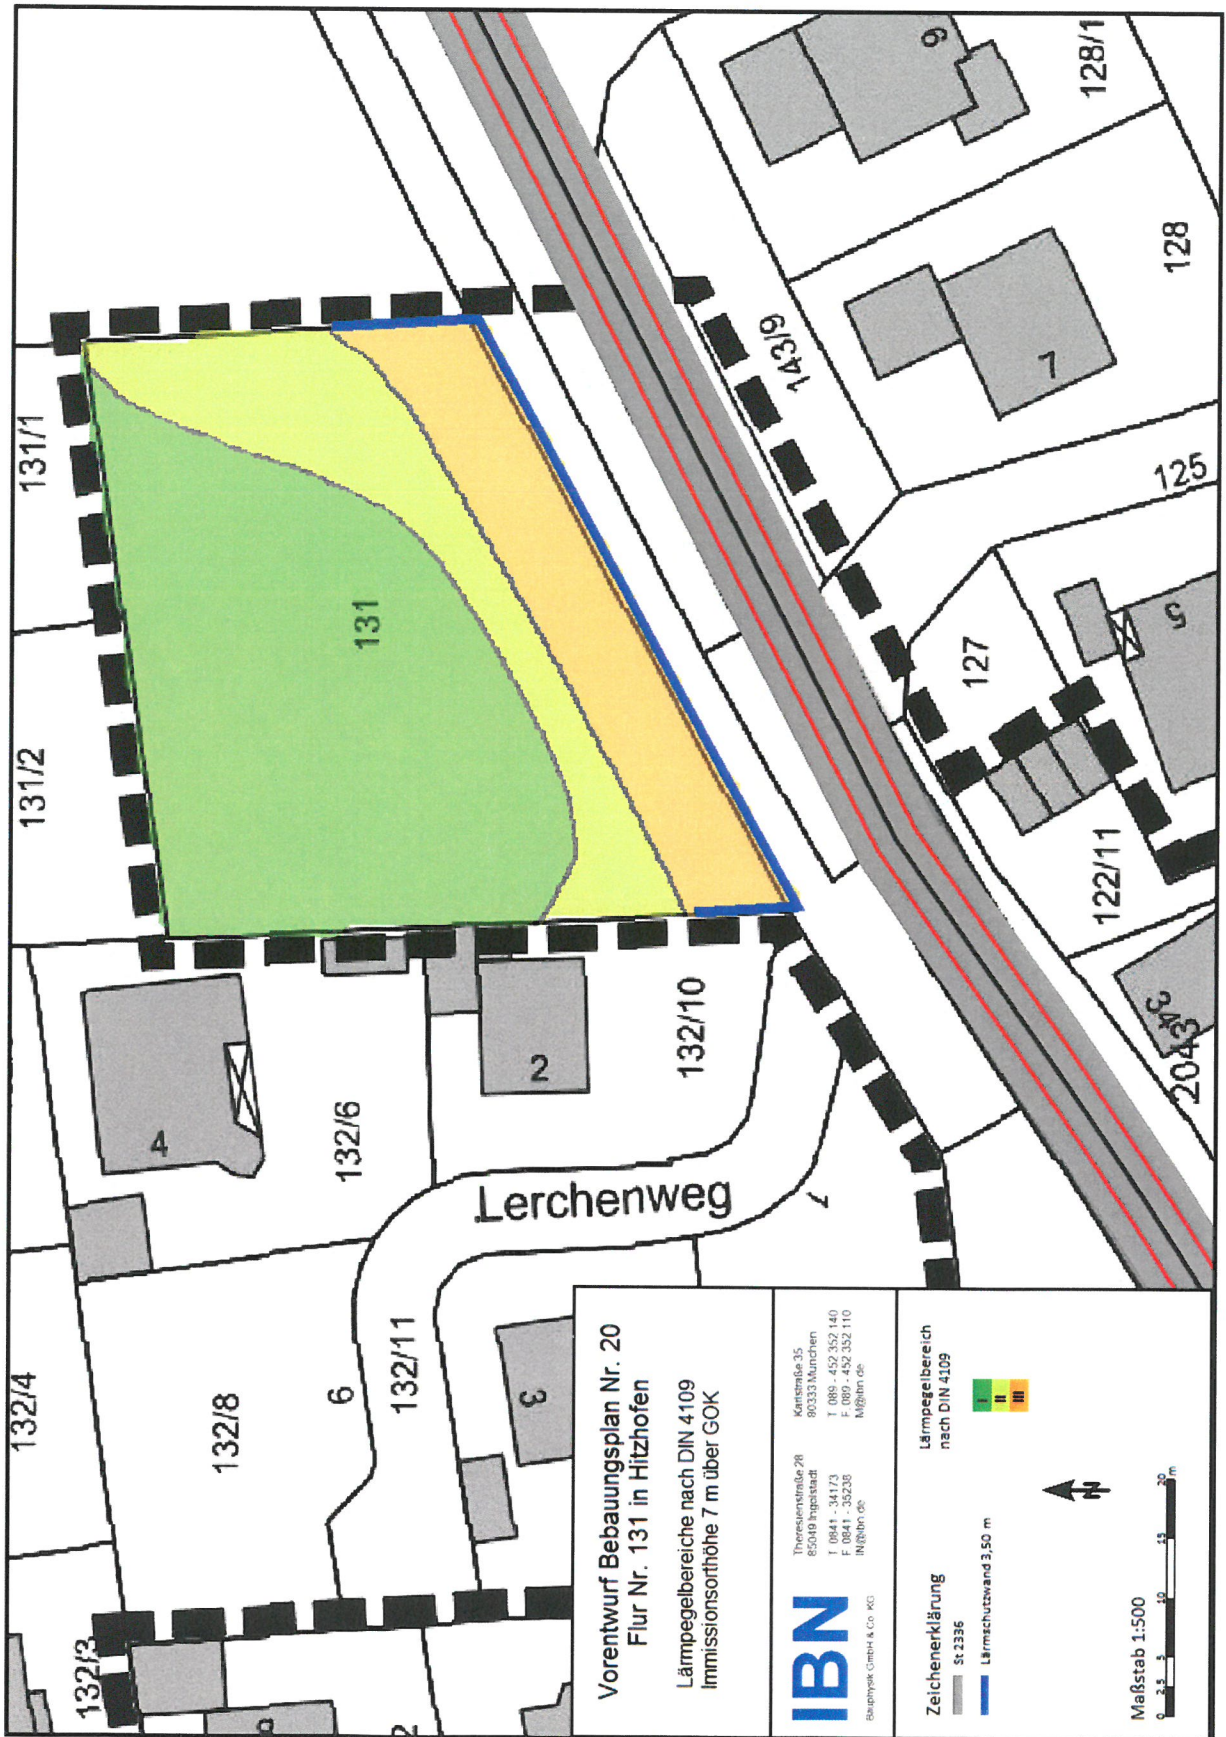 131/1
131/2
131
132/4
132/3
132/8
132/6
132/10
132/11
4
2
6
3
1
Lerchenweg
143/9
128/1
128
9
7
125
127
5
122/11
34
2043
Vorentwurf Bebauungsplan Nr. 20
Flur Nr. 131 in Hitzhofen
Lärmpegelbereiche nach DIN 4109
Immissionsorthöhe 7 m über GOK
IBN
Bauphysik GmbH & Co. KG
Theresienstraße 28
85049 Ingolstadt
T 0841 - 34173
F 0841 - 35238
IN@ibn.de
Karlstraße 35
80333 München
T 089 - 452 352 140
F 089 - 452 352 110
M@ibn.de
Zeichenerklärung
St 2336
Lärmschutzwand 3,50 m
Lärmpegelbereich
nach DIN 4109
I
II
III
N
Maßstab 1:500
0 2,5 5 10 15 20
m